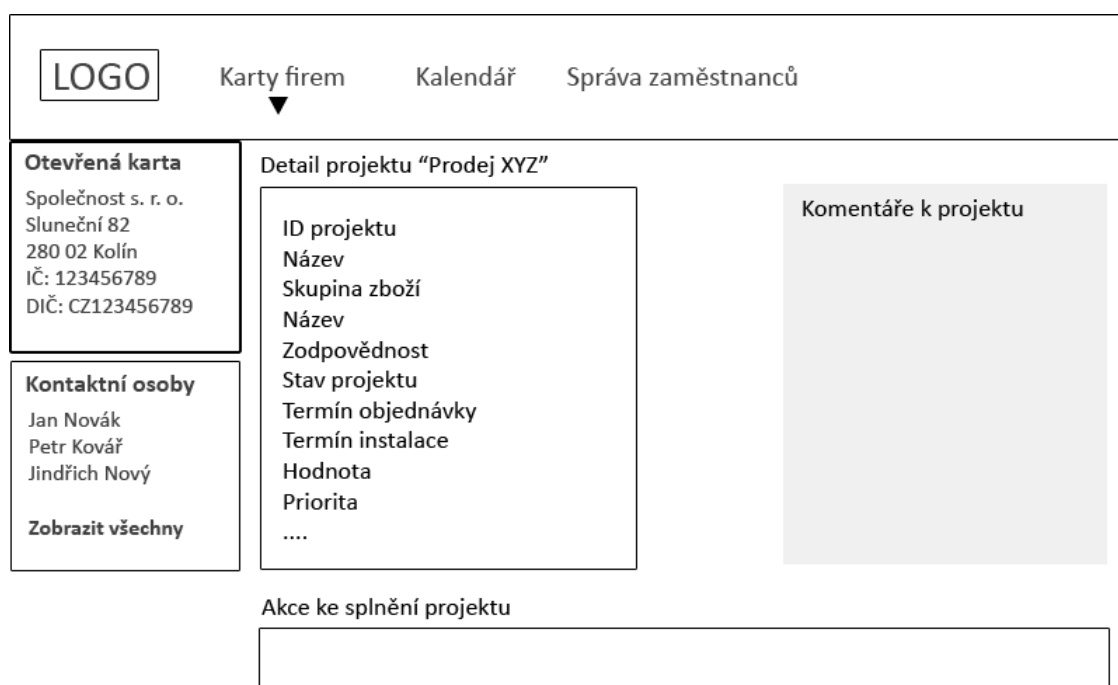 LOGO
Karty firem
Kalendář
Správa zaměstnanců
Otevřená karta
Společnost s. r. o.
Sluneční 82
280 02 Kolín
IČ: 123456789
DIČ: CZ123456789
Kontaktní osoby
Jan Novák
Petr Kovář
Jindřich Nový
Zobrazit všechny
Detail projektu “Prodej XYZ”
ID projektu
Název
Skupina zboží
Název
Zodpovědnost
Stav projektu
Termín objednávky
Termín instalace
Hodnota
Priorita
....
Komentáře k projektu
Akce ke splnění projektu